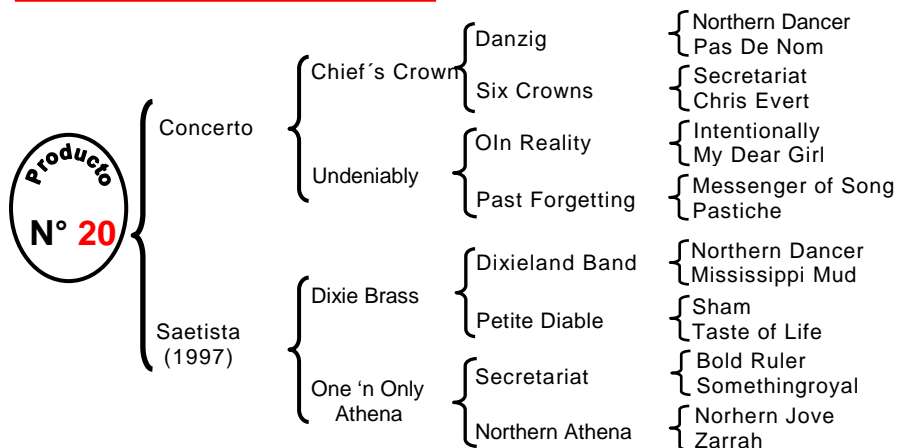 Producto
N° 20
Concerto
Saetista
(1997)
Chief´s Crown
Undeniably
Dixie Brass
One ‘n Only
Athena
Danzig
Six Crowns
OIn Reality
Past Forgetting
Dixieland Band
Petite Diable
Secretariat
Northern Athena
Northern Dancer
Pas De Nom
Secretariat
Chris Evert
Intentionally
My Dear Girl
Messenger of Song
Pastiche
Northern Dancer
Mississippi Mud
Sham
Taste of Life
Bold Ruler
Somethingroyal
Norhern Jove
Zarrah